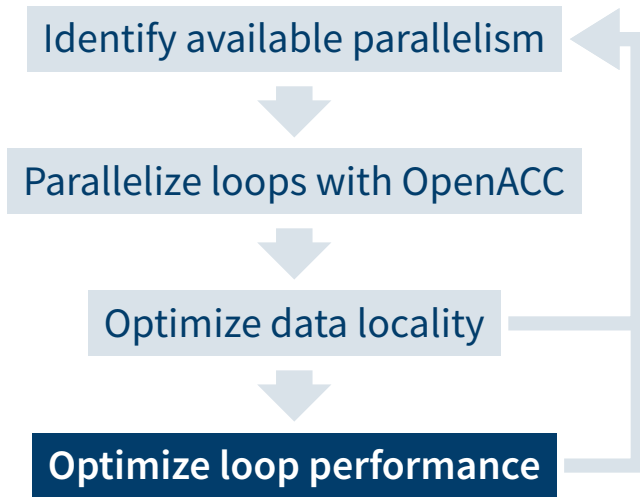 Identify available parallelism
Parallelize loops with OpenACC
Optimize data locality
Optimize loop performance